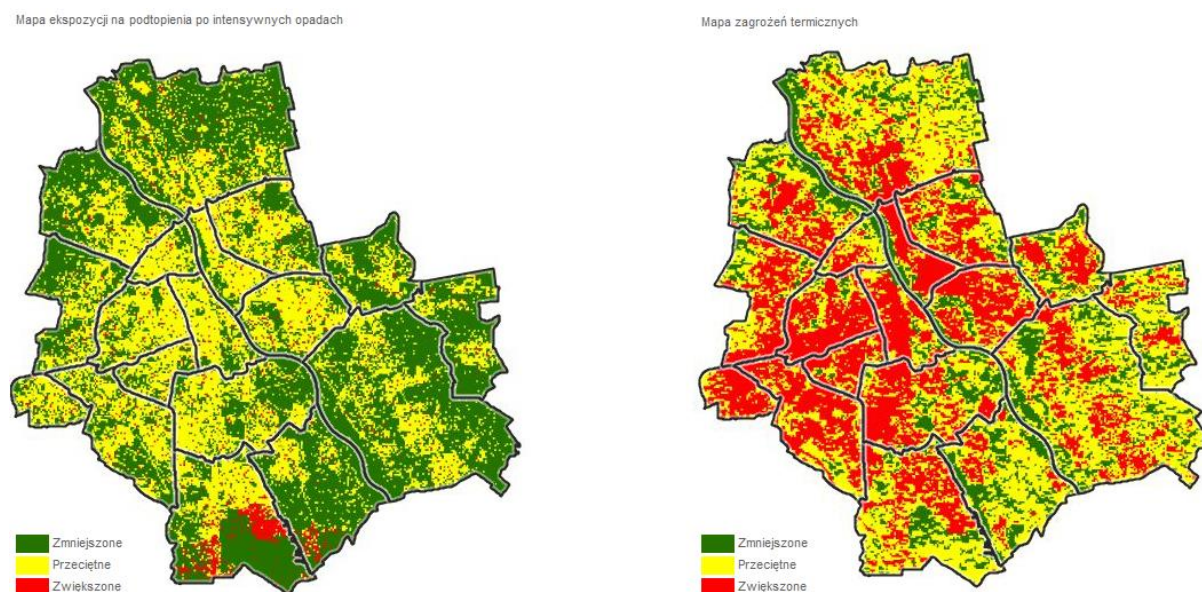 Mapa ekspozycji na podtopienia po intensywnych opadach
Zmniejszone
Przeciętne
Zwiększone
Mapa zagrożeń termicznych
Zmniejszone
Przeciętne
Zwiększone